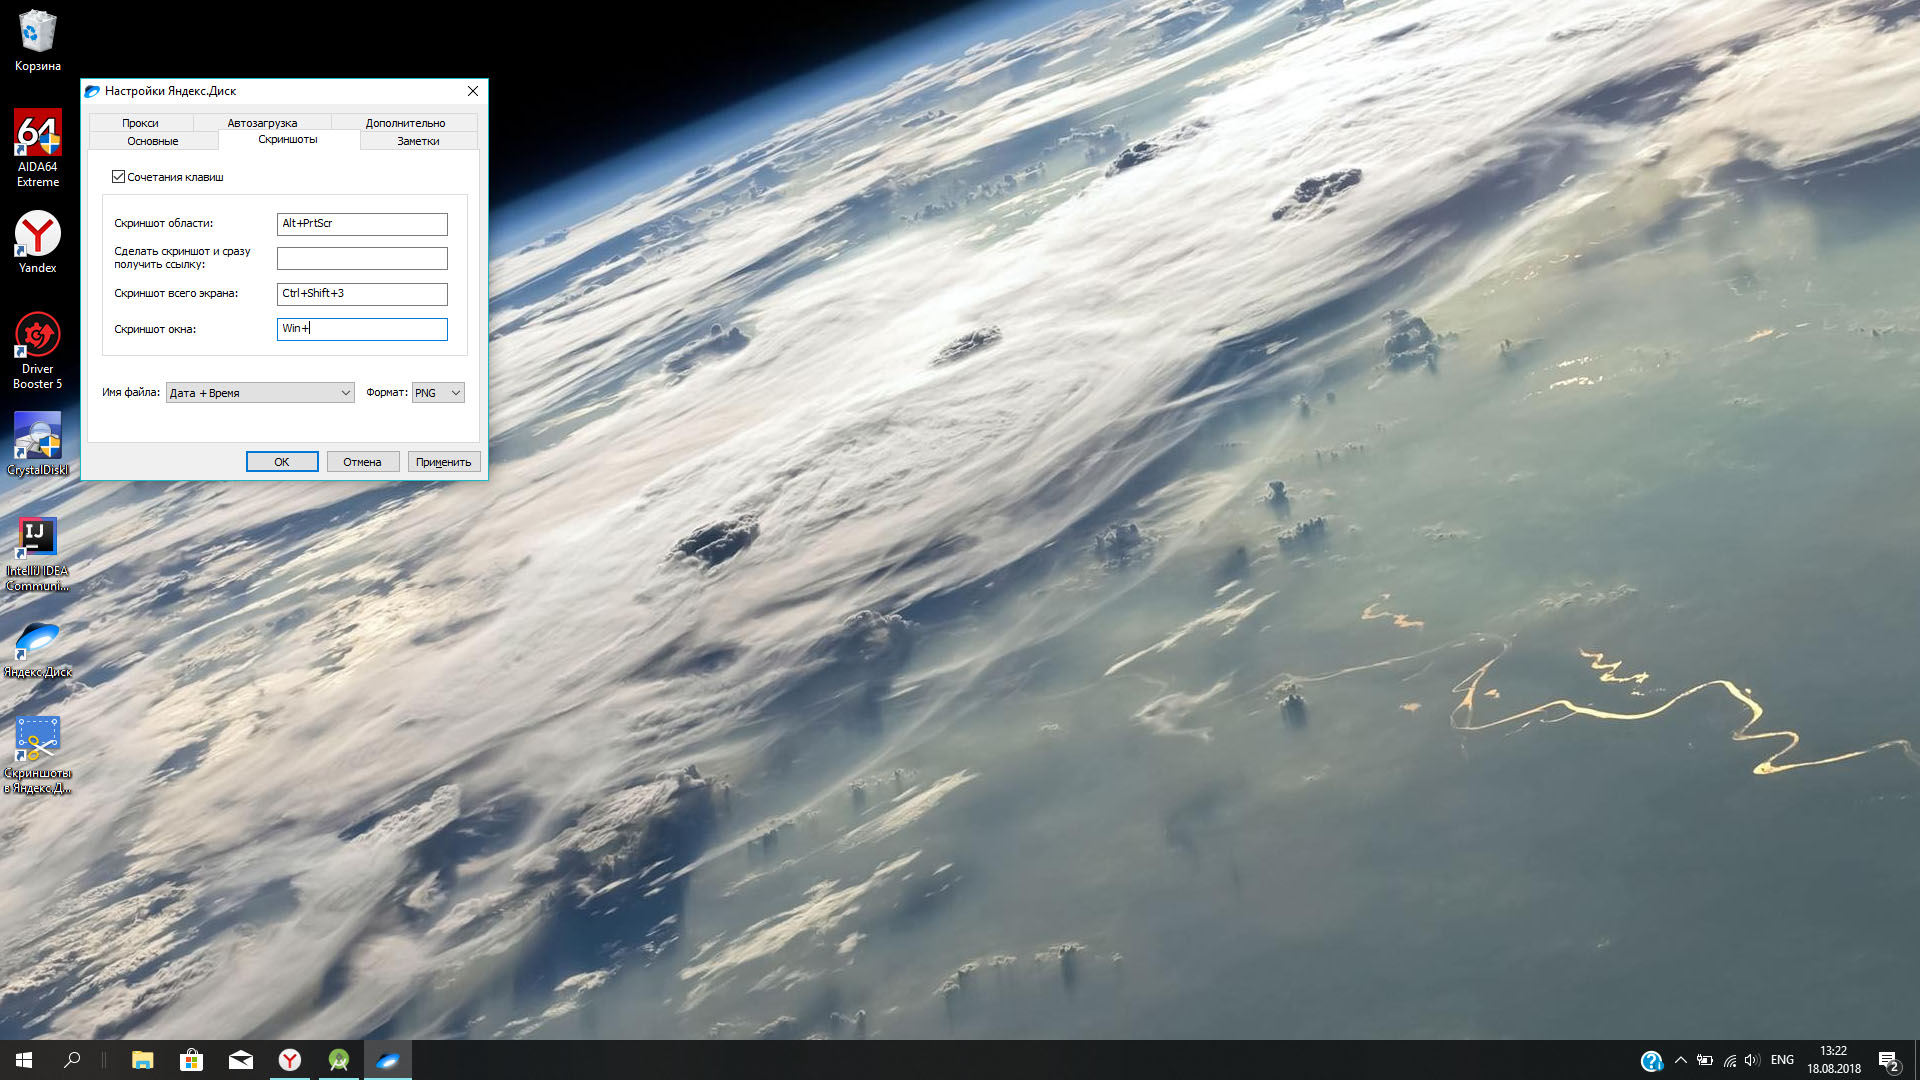 Корзина
64
AIDA64
Extreme
Yandex
Driver
Booster 5
CrystalDiskI
IJ
IntelliJ IDEA
Communi...
Яндекс.Диск
Скриншоты
в Яндекс.Д...
Настройки Яндекс.Диск
Прокси
Автозагрузка
Дополнительно
Основные
Скриншоты
Заметки
Сочетания клавиш
Скриншот области:
Alt+PrtScr
Сделать скриншот и сразу
получить ссылку:
Скриншот всего экрана:
Ctrl+Shift+3
Скриншот окна:
Win+
Имя файла:
Дата + Время
Формат:
PNG
ОК
Отмена
Применить
ENG
13:22
18.08.2018
2